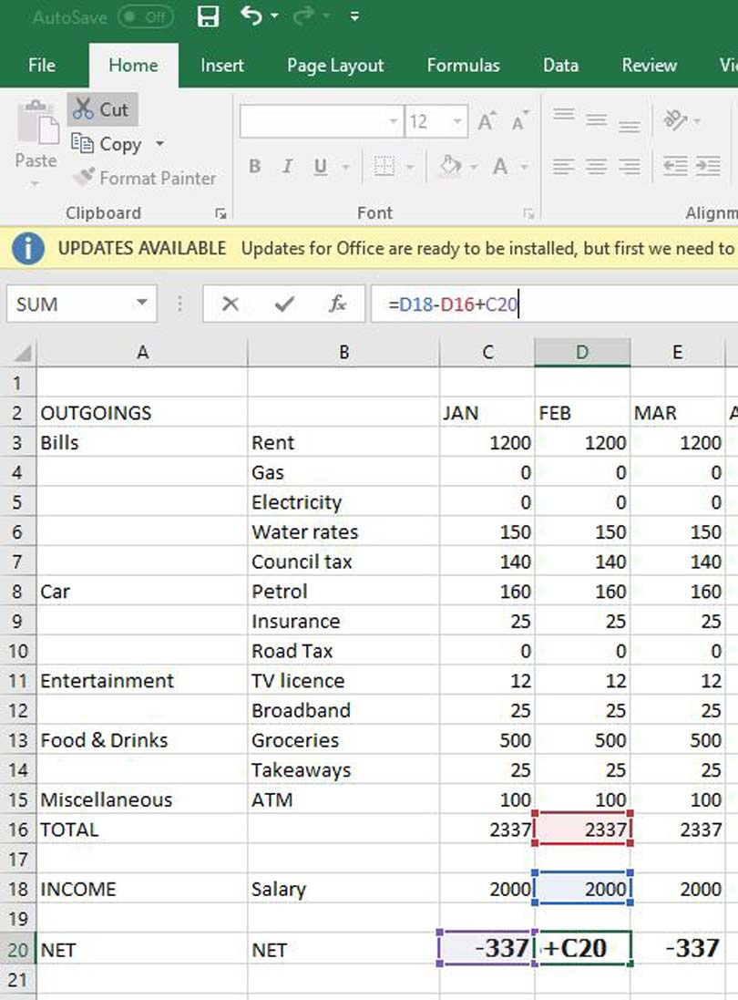 AutoSave Off
File Home Insert Page Layout Formulas Data Review Vi
Cut
Copy
Paste
Format Painter
12 A A
B I U A
Clipboard Font Alignm
i UPDATES AVAILABLE Updates for Office are ready to be installed, but first we need to
SUM fx =D18-D16+C20
A B C D E
1
2 OUTGOINGS JAN FEB MAR A
3 Bills Rent 1200 1200 1200
4 Gas 0 0 0
5 Electricity 0 0 0
6 Water rates 150 150 150
7 Council tax 140 140 140
8 Car Petrol 160 160 160
9 Insurance 25 25 25
10 Road Tax 0 0 0
11 Entertainment TV licence 12 12 12
12 Broadband 25 25 25
13 Food & Drinks Groceries 500 500 500
14 Takeaways 25 25 25
15 Miscellaneous ATM 100 100 100
16 TOTAL 2337 2337 2337
17
18 INCOME Salary 2000 2000 2000
19
20 NET NET -337 +C20 -337
21